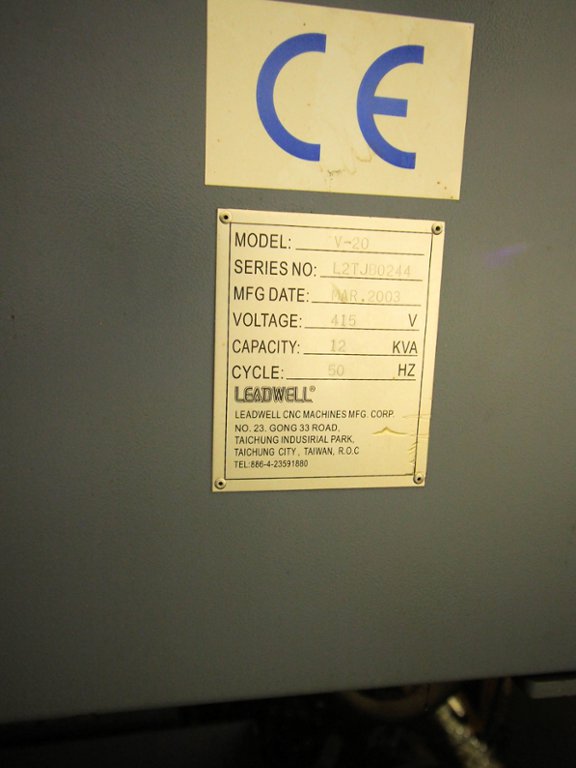 CE
MODEL: V-20
SERIES NO: L2TJ00244
MFG DATE: MAR.2003
VOLTAGE: 415 V
CAPACITY: 12 KVA
CYCLE: 50 HZ
LEADWELL®
LEADWELL CNC MACHINES MFG. CORP.
NO. 23. GONG 33 ROAD,
TAICHUNG INDUSIRIAL PARK,
TAICHUNG CITY, TAIWAN, R.O.C
TEL:886-4-23591880